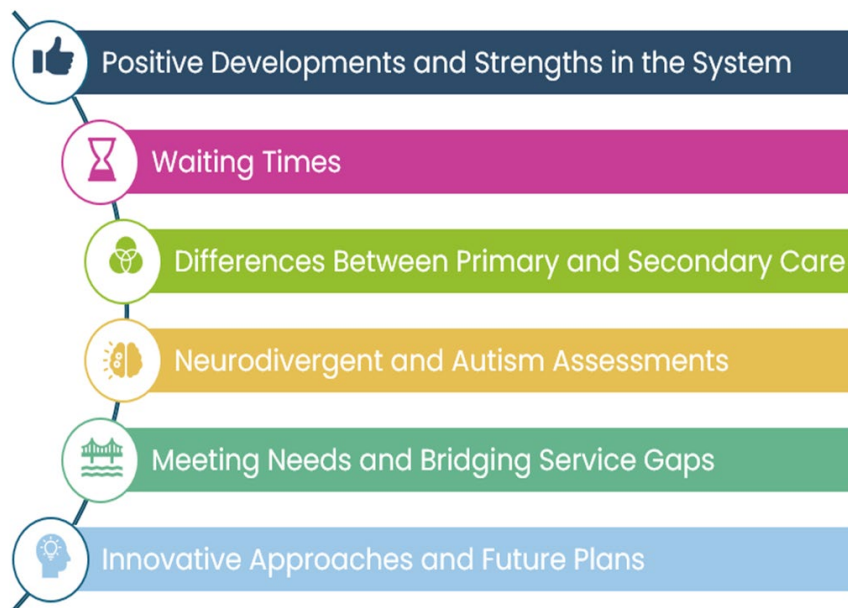 Positive Developments and Strengths in the System
Waiting Times
Differences Between Primary and Secondary Care
Neurodivergent and Autism Assessments
Meeting Needs and Bridging Service Gaps
Innovative Approaches and Future Plans